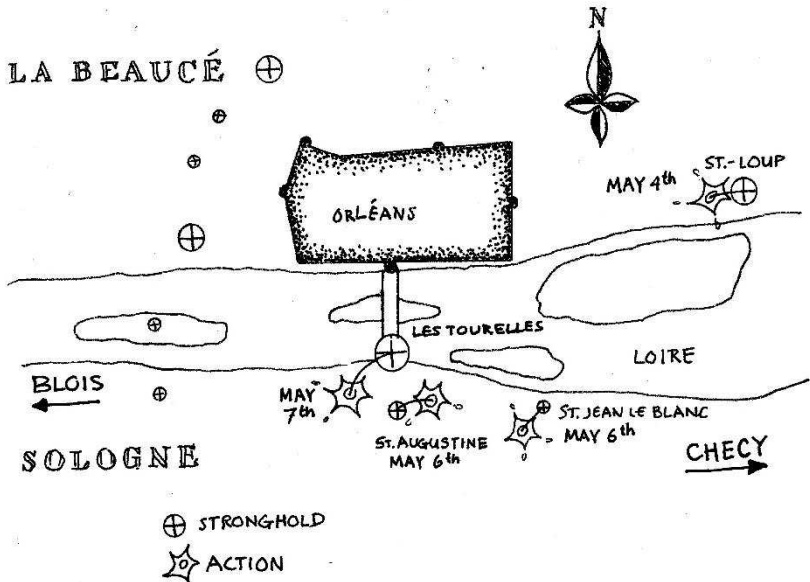 N
LA BEAUCÉ
ST.-LOUP
MAY 4th
ORLÉANS
LES TOURELLES
LOIRE
BLOIS
MAY
7th
ST. AUGUSTINE
MAY 6th
ST. JEAN LE BLANC
MAY 6th
SOLOGNE
CHECY
STRONGHOLD
ACTION